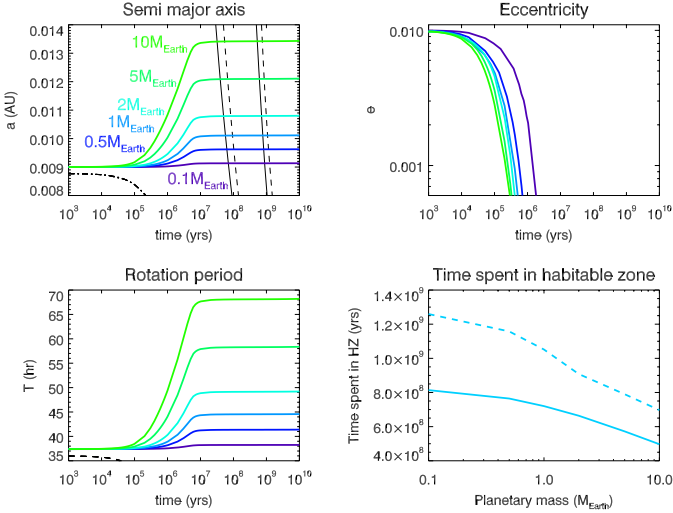 Semi major axis
0.014
0.014
0.013
0.012
0.011
0.010
0.009
0.008
a (AU)
10M_Earth
5M_Earth
2M_Earth
1M_Earth
0.5M_Earth
0.1M_Earth
10^3 10^4 10^5 10^6 10^7 10^8 10^9 10^10
time (yrs)
Eccentricity
0.010
0.001
e
10^3 10^4 10^5 10^6 10^7 10^8 10^9 10^10
time (yrs)
Rotation period
70
65
60
55
50
45
40
35
T (hr)
10^3 10^4 10^5 10^6 10^7 10^8 10^9 10^10
time (yrs)
Time spent in habitable zone
1.4×10^9
1.2×10^9
1.0×10^9
8.0×10^8
6.0×10^8
4.0×10^8
Time spent in HZ (yrs)
0.1 1.0 10.0
Planetary mass (M_Earth)